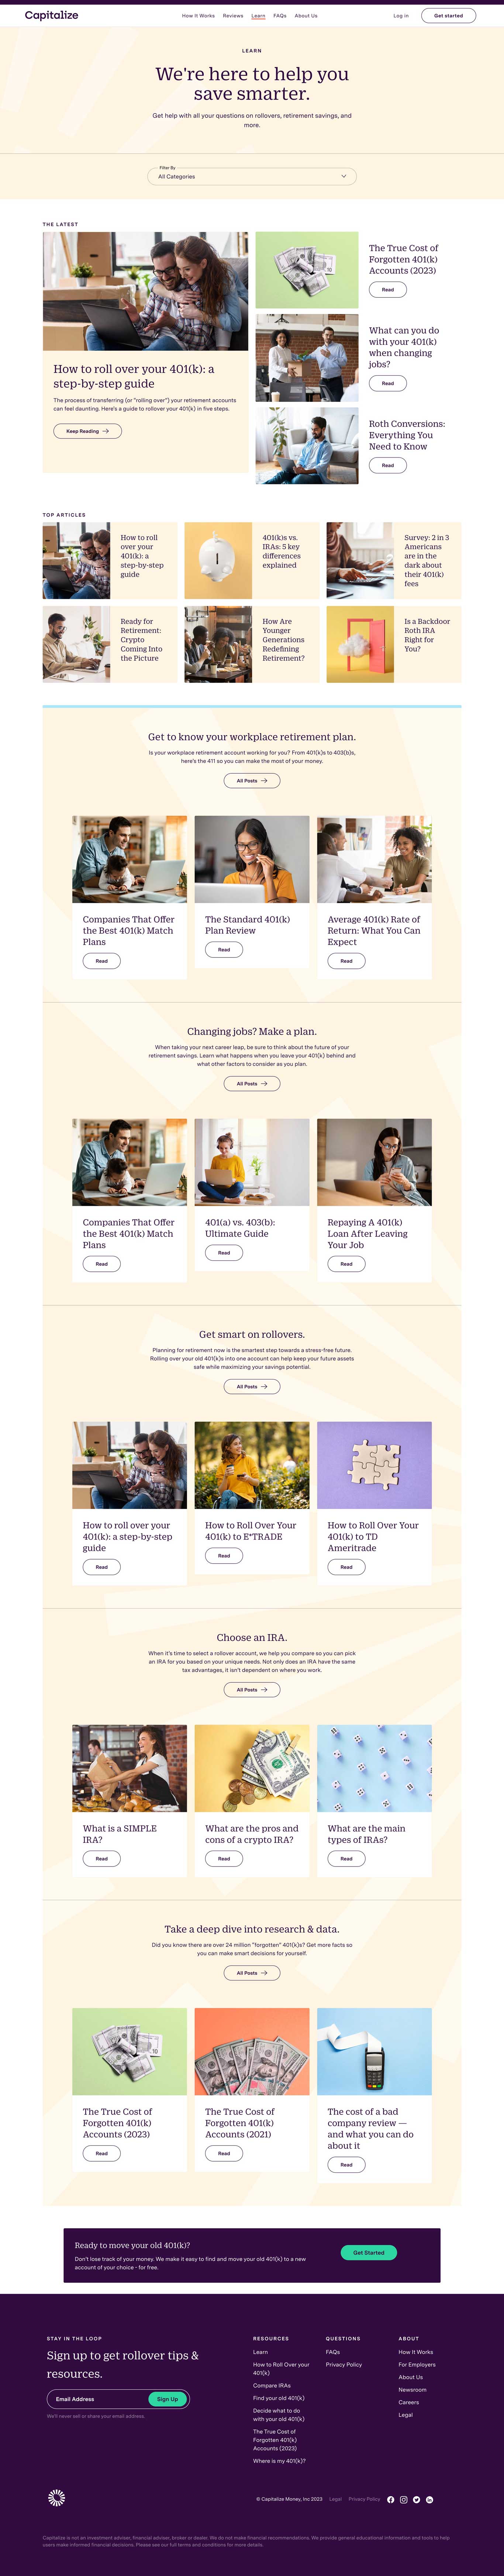 Capitalize
How It Works
Reviews
Learn
FAQs
About Us
Log in
Get started
LEARN
We're here to help you
save smarter.
Get help with all your questions on rollovers, retirement savings, and
more.
Filter By
All Categories
THE LATEST
How to roll over your 401(k): a
step-by-step guide
The process of transferring (or "rolling over") your retirement accounts
can feel daunting. Here's a guide to rollover your 401(k) in five steps.
Keep Reading
The True Cost of
Forgotten 401(k)
Accounts (2023)
Read
What can you do
with your 401(k)
when changing
jobs?
Read
Roth Conversions:
Everything You
Need to Know
Read
TOP ARTICLES
How to roll
over your
401(k): a
step-by-step
guide
401(k)s vs.
IRAs: 5 key
differences
explained
Survey: 2 in 3
Americans
are in the
dark about
their 401(k)
fees
Ready for
Retirement:
Crypto
Coming Into
the Picture
How Are
Younger
Generations
Redefining
Retirement?
Is a Backdoor
Roth IRA
Right for
You?
Get to know your workplace retirement plan.
Is your workplace retirement account working for you? From 401(k)s to 403(b)s,
here's the 411 so you can make the most of your money.
All Posts
Companies That Offer
the Best 401(k) Match
Plans
Read
The Standard 401(k)
Plan Review
Read
Average 401(k) Rate of
Return: What You Can
Expect
Read
Changing jobs? Make a plan.
When taking your next career leap, be sure to think about the future of your
retirement savings. Learn what happens when you leave your 401(k) behind and
what other factors to consider as you plan.
All Posts
Companies That Offer
the Best 401(k) Match
Plans
Read
401(a) vs. 403(b):
Ultimate Guide
Read
Repaying A 401(k)
Loan After Leaving
Your Job
Read
Get smart on rollovers.
Planning for retirement now is the smartest step towards a stress-free future.
Rolling over your old 401(k)s into one account can help keep your future assets
safe while maximizing your savings potential.
All Posts
How to roll over your
401(k): a step-by-step
guide
Read
How to Roll Over Your
401(k) to E*TRADE
Read
How to Roll Over Your
401(k) to TD
Ameritrade
Read
Choose an IRA.
When it's time to select a rollover account, we help you compare so you can pick
an IRA for you based on your unique needs. Not only does an IRA have the same
tax advantages, it isn't dependent on where you work.
All Posts
What is a SIMPLE
IRA?
Read
What are the pros and
cons of a crypto IRA?
Read
What are the main
types of IRAs?
Read
Take a deep dive into research & data.
Did you know there are over 24 million "forgotten" 401(k)s? Get more facts so
you can make smart decisions for yourself.
All Posts
The True Cost of
Forgotten 401(k)
Accounts (2023)
Read
The True Cost of
Forgotten 401(k)
Accounts (2021)
Read
The cost of a bad
company review —
and what you can do
about it
Read
Ready to move your old 401(k)?
Don't lose track of your money. We make it easy to find and move your old 401(k) to a new
account of your choice - for free.
Get Started
STAY IN THE LOOP
Sign up to get rollover tips &
resources.
Email Address
Sign Up
We'll never sell or share your email address.
RESOURCES
Learn
How to Roll Over your
401(k)
Compare IRAs
Find your old 401(k)
Decide what to do
with your old 401(k)
The True Cost of
Forgotten 401(k)
Accounts (2023)
Where is my 401(k)?
QUESTIONS
FAQs
Privacy Policy
ABOUT
How It Works
For Employers
About Us
Newsroom
Careers
Legal
© Capitalize Money, Inc 2023
Legal
Privacy Policy
Capitalize is not an investment adviser, financial adviser, broker or dealer. We do not make financial recommendations. We provide general educational information and tools to help
users make informed financial decisions. Please see our full terms and conditions for more details.